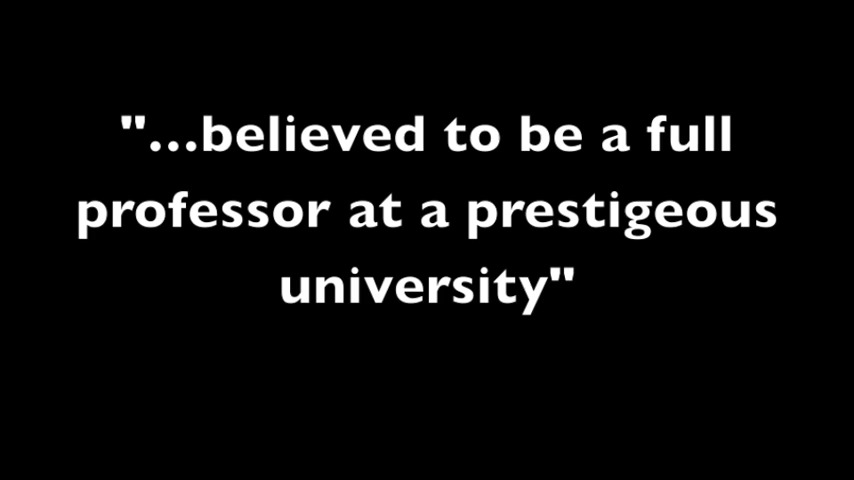 "...believed to be a full
professor at a prestigeous
university"